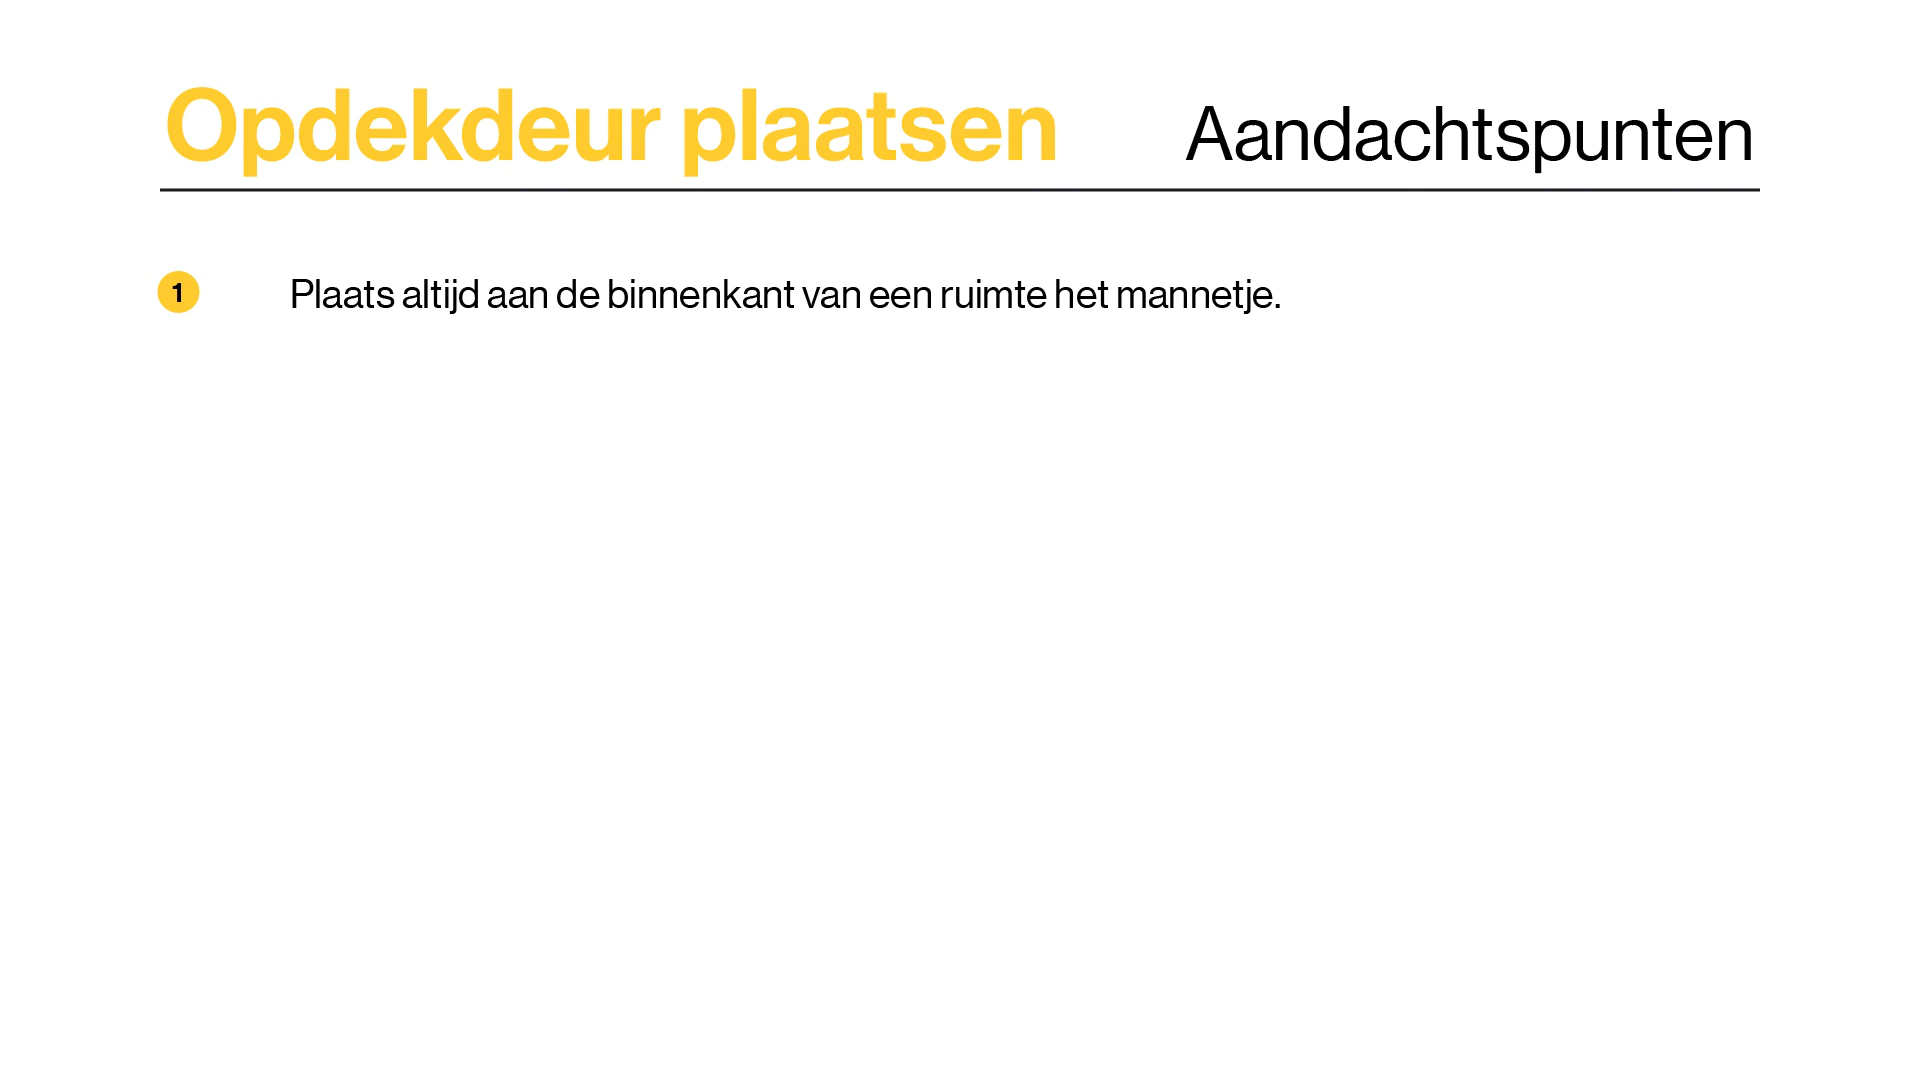 Opdekdeur plaatsen Aandachtspunten
1 Plaats altijd aan de binnenkant van een ruimte het mannetje.